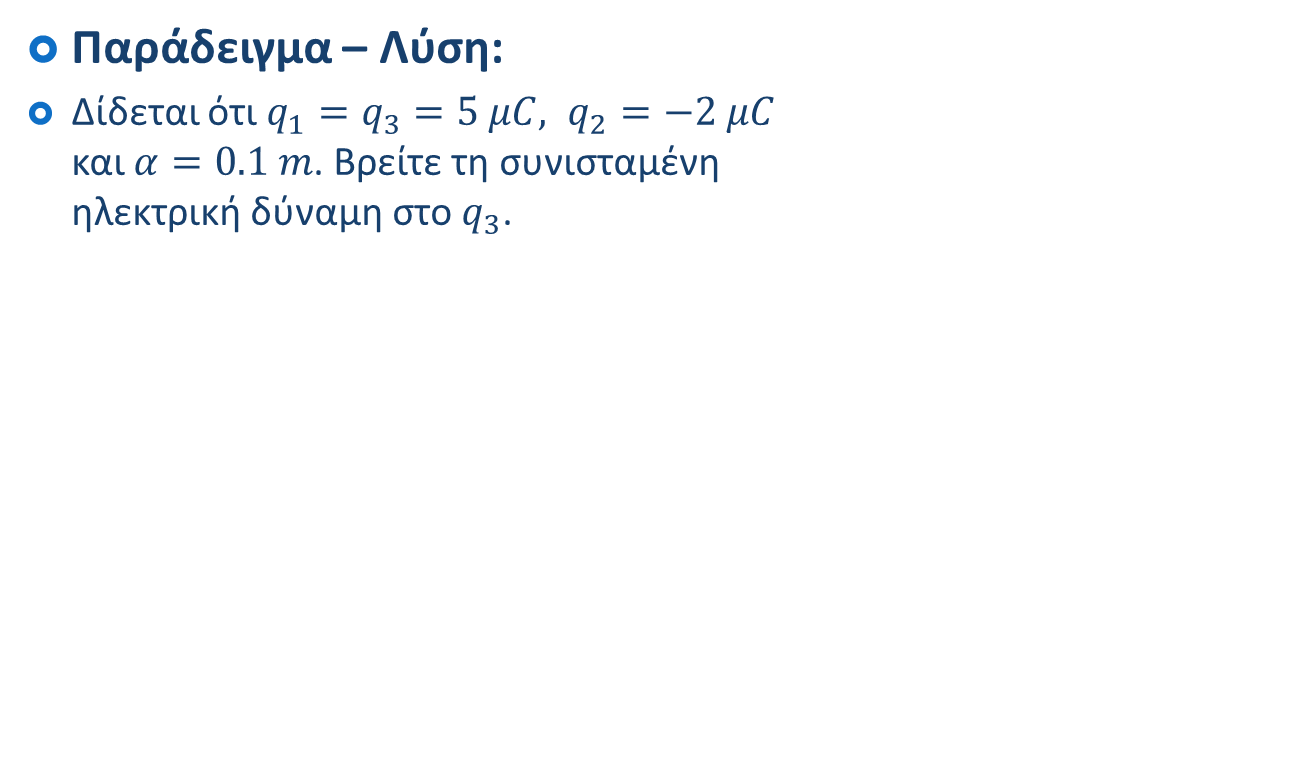 Παράδειγμα – Λύση:
Δίδεται ότι 𝑞₁ = 𝑞₃ = 5 𝜇𝐶, 𝑞₂ = −2 𝜇𝐶
και 𝛼 = 0.1 𝑚. Βρείτε τη συνισταμένη
ηλεκτρική δύναμη στο 𝑞₃.